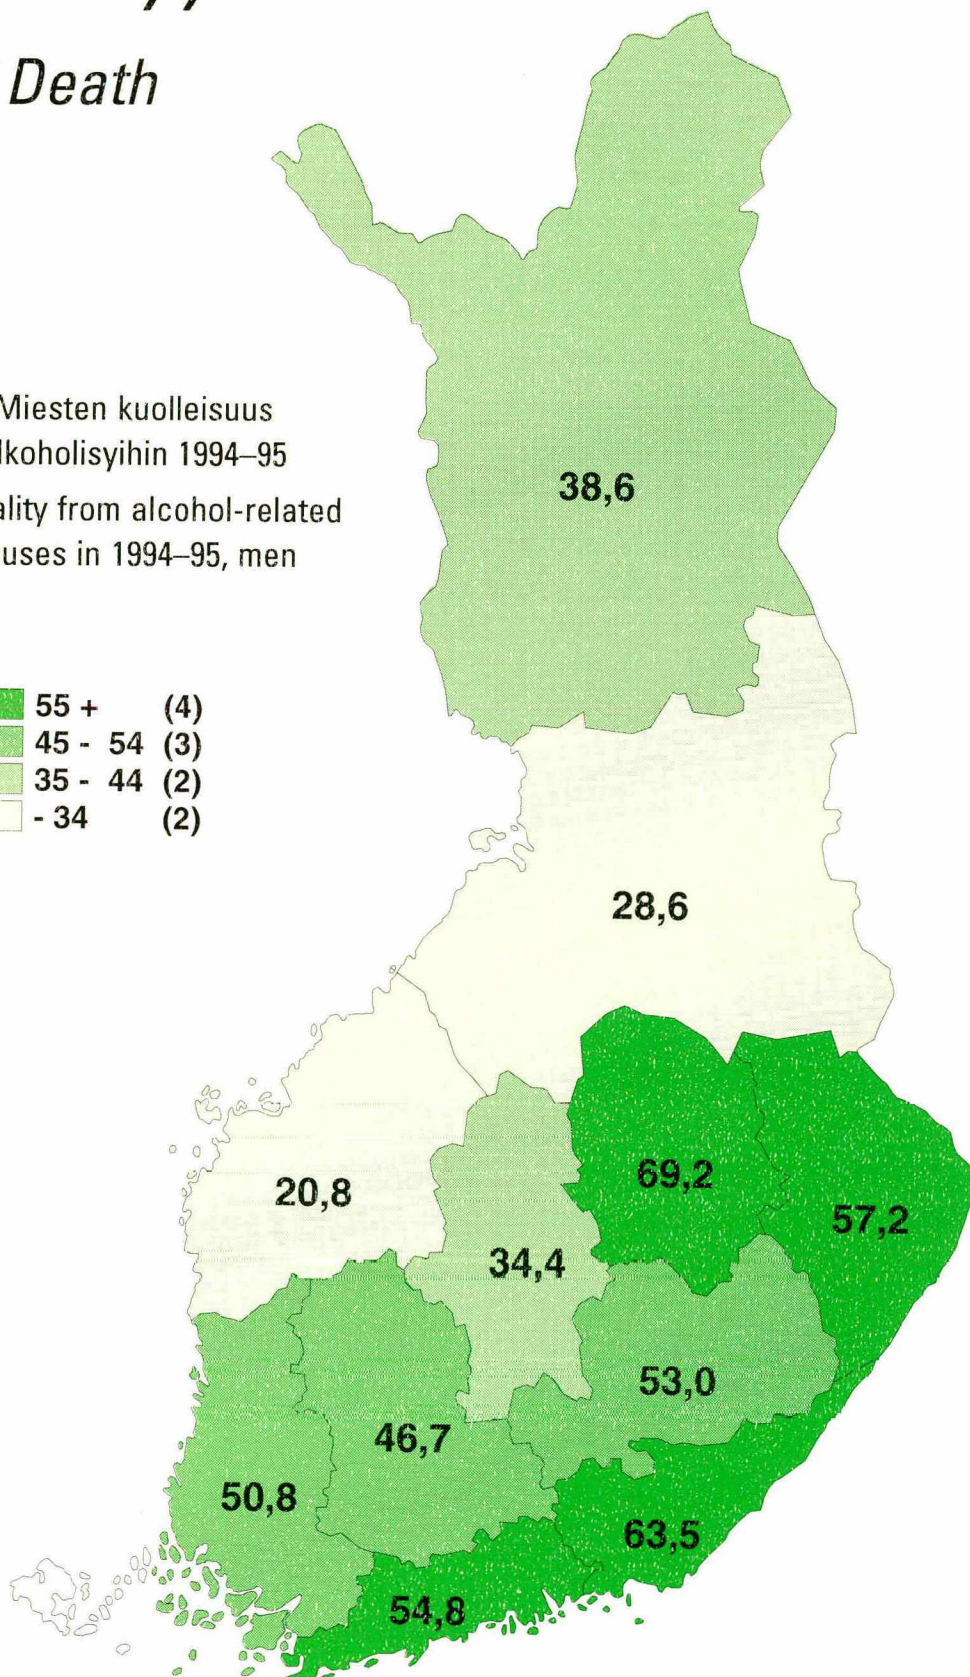 Death
Miesten kuolleisuus
lkoholisyihin 1994–95
ality from alcohol-related
uses in 1994–95, men
55 + (4)
45 - 54 (3)
35 - 44 (2)
- 34 (2)
38,6
28,6
69,2
20,8
57,2
34,4
53,0
46,7
50,8
63,5
54,8